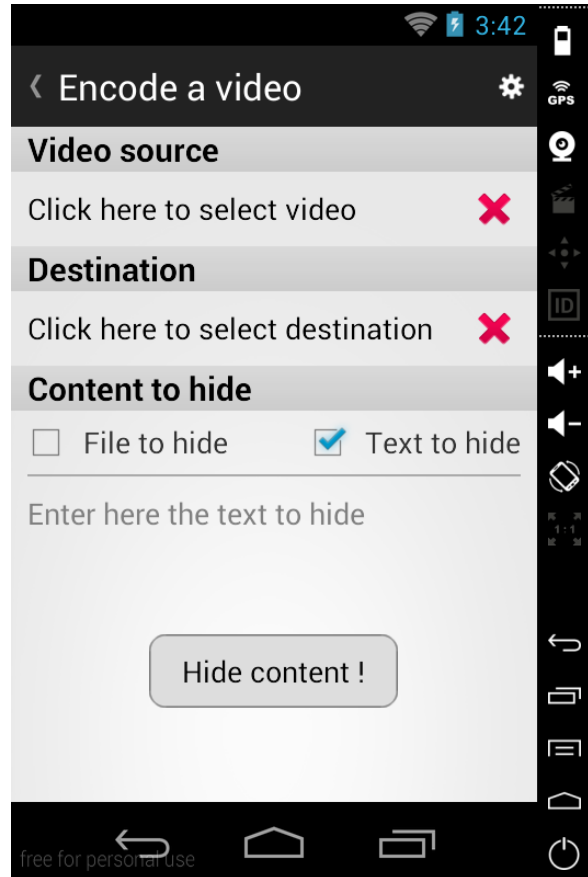 3:42
Encode a video
GPS
Video source
Click here to select video
Destination
ID
Click here to select destination
Content to hide
File to hide
Text to hide
Enter here the text to hide
1:1
Hide content !
free for personal use